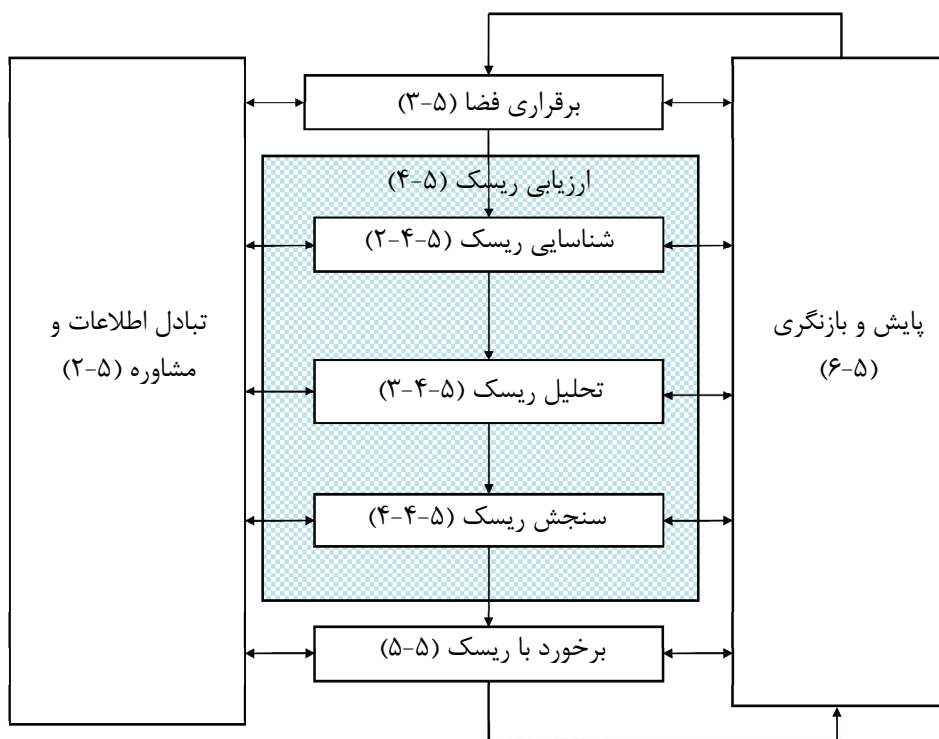 برقراری فضا (۵-۳)
ارزیابی ریسک (۵-۴)
شناسایی ریسک (۵-۴-۲)
تحلیل ریسک (۵-۴-۳)
سنجش ریسک (۵-۴-۴)
برخورد با ریسک (۵-۵)
پایش و بازنگری
(۵-۶)
تبادل اطلاعات و
مشاوره (۵-۲)